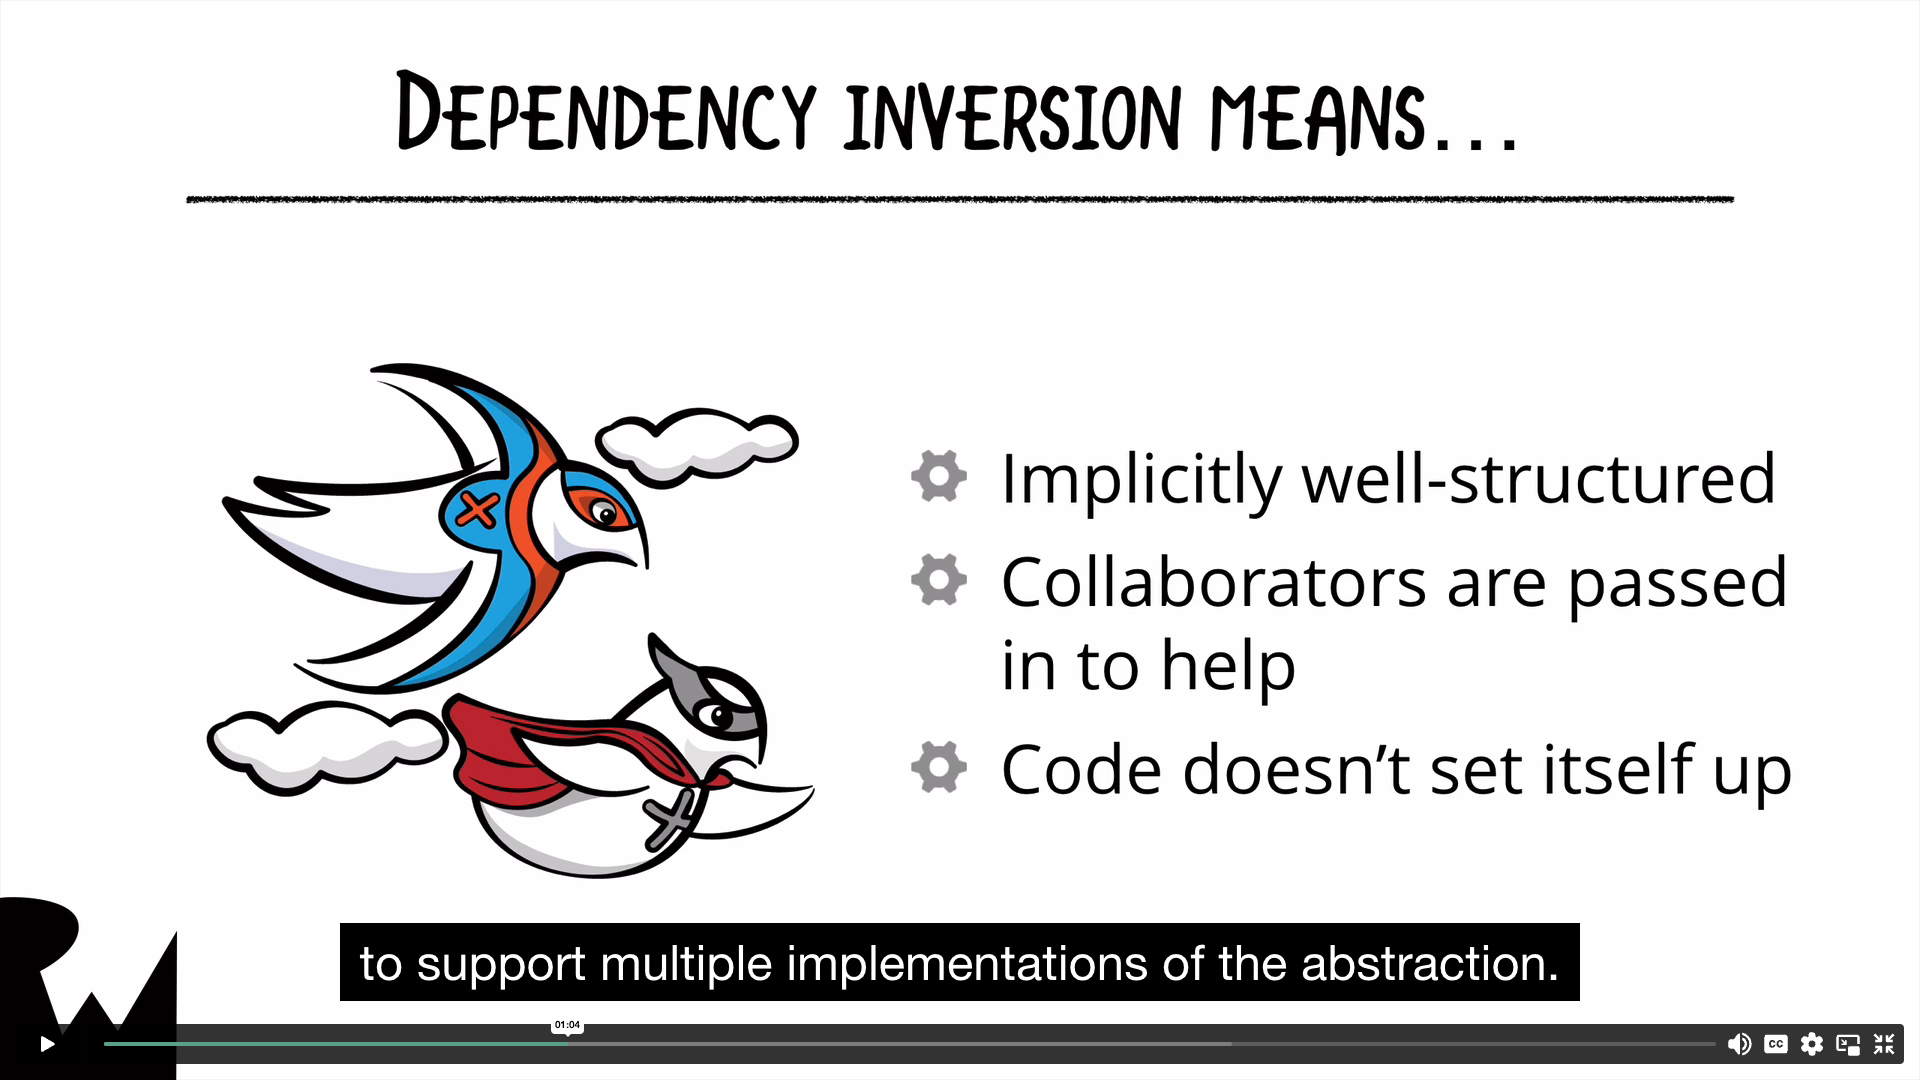 Dependency inversion means...
Implicitly well-structured
Collaborators are passed
in to help
Code doesn’t set itself up
to support multiple implementations of the abstraction.
01:04
CC